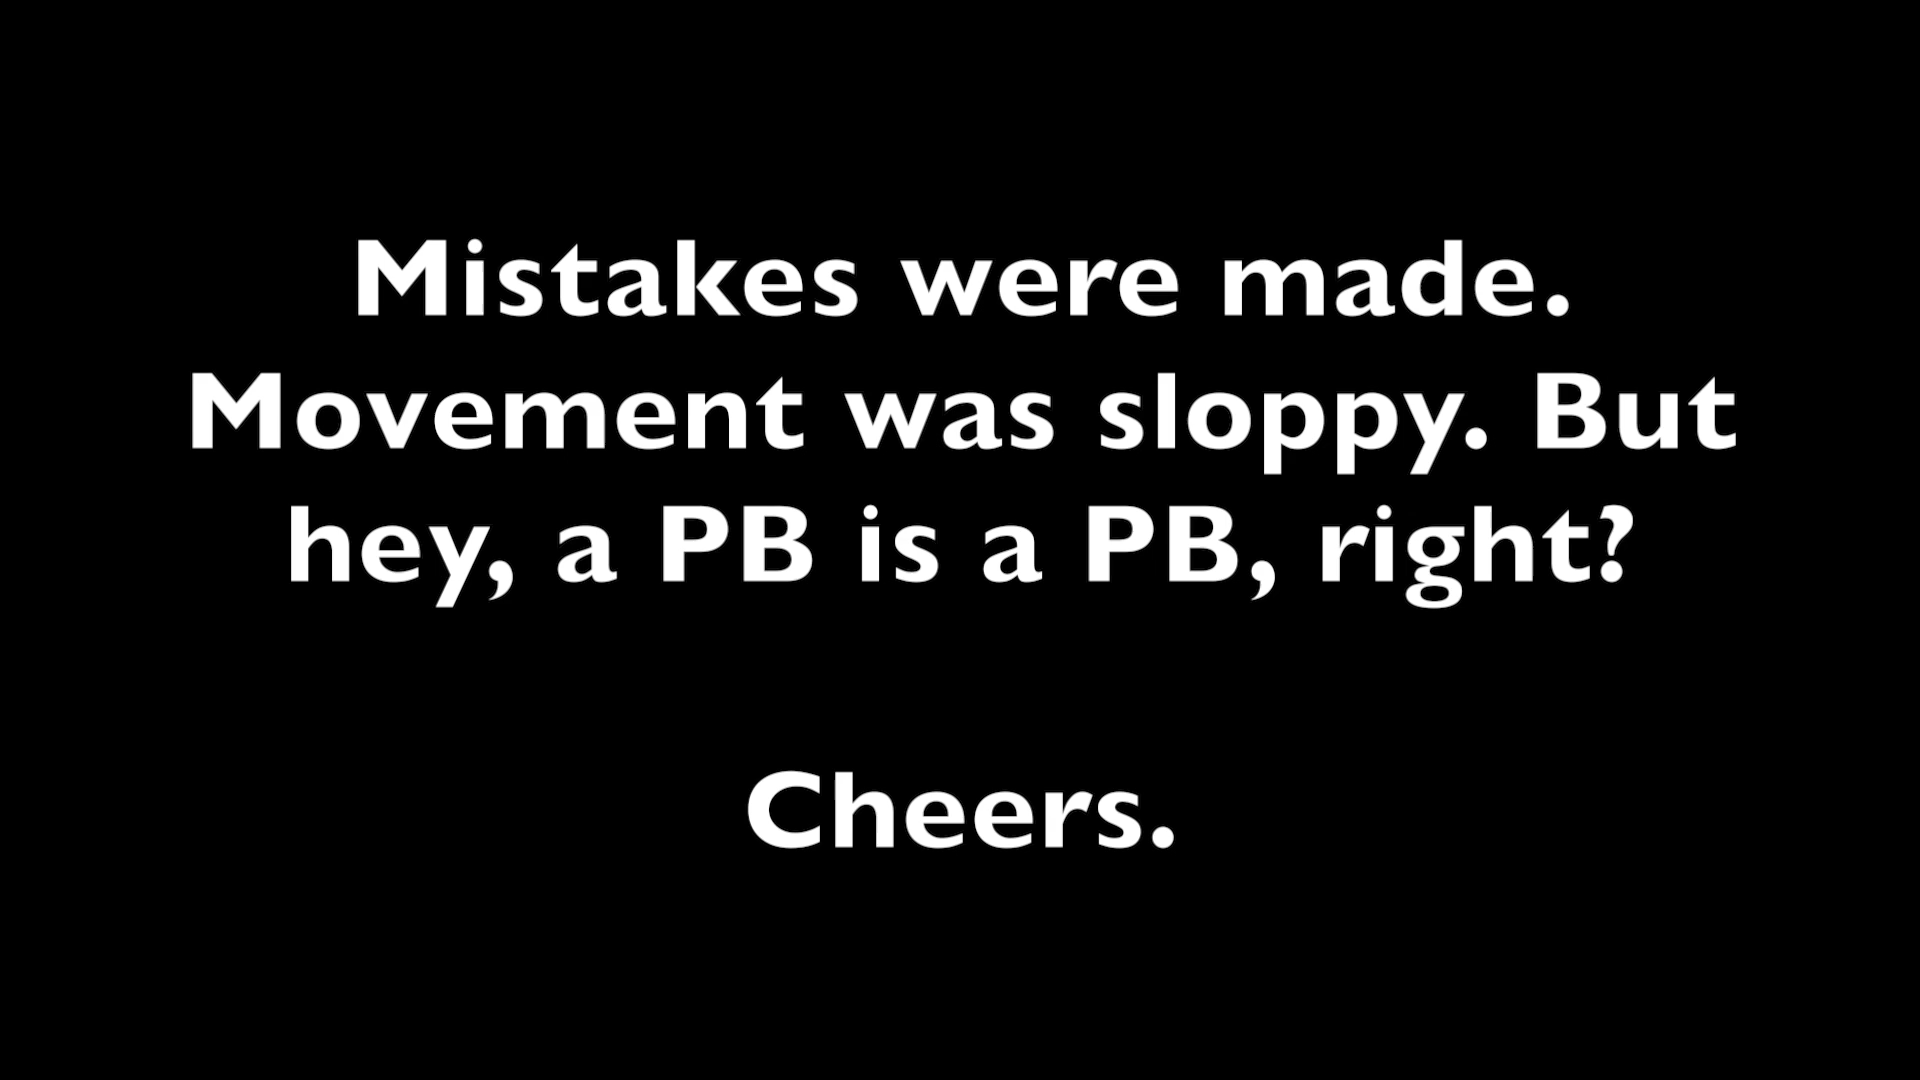 Mistakes were made.
Movement was sloppy. But
hey, a PB is a PB, right?
Cheers.